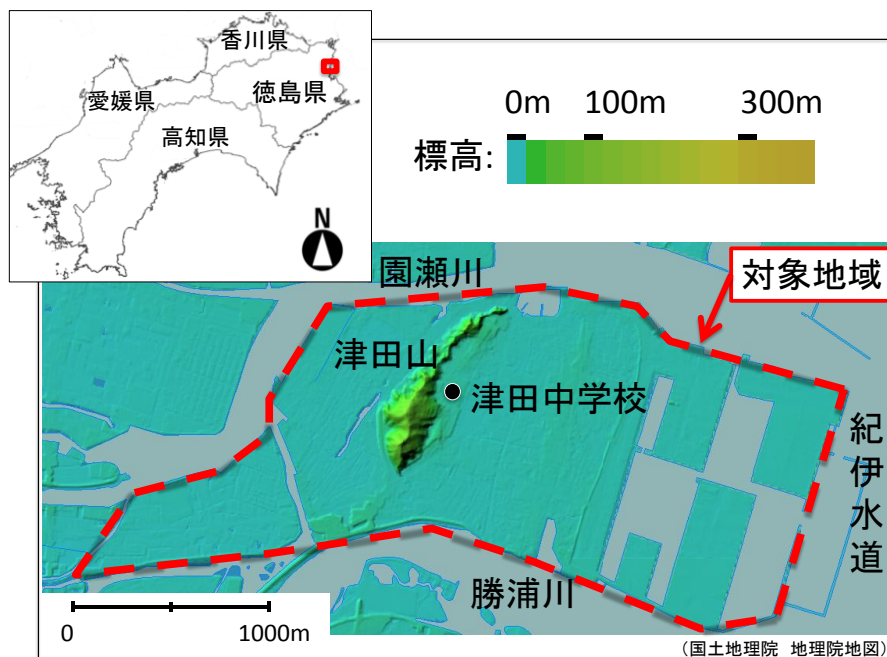 香川県
愛媛県
徳島県
高知県
N
0m 100m 300m
標高:
園瀬川
対象地域
津田山
津田中学校
紀伊水道
勝浦川
0 1000m
(国土地理院 地理院地図)